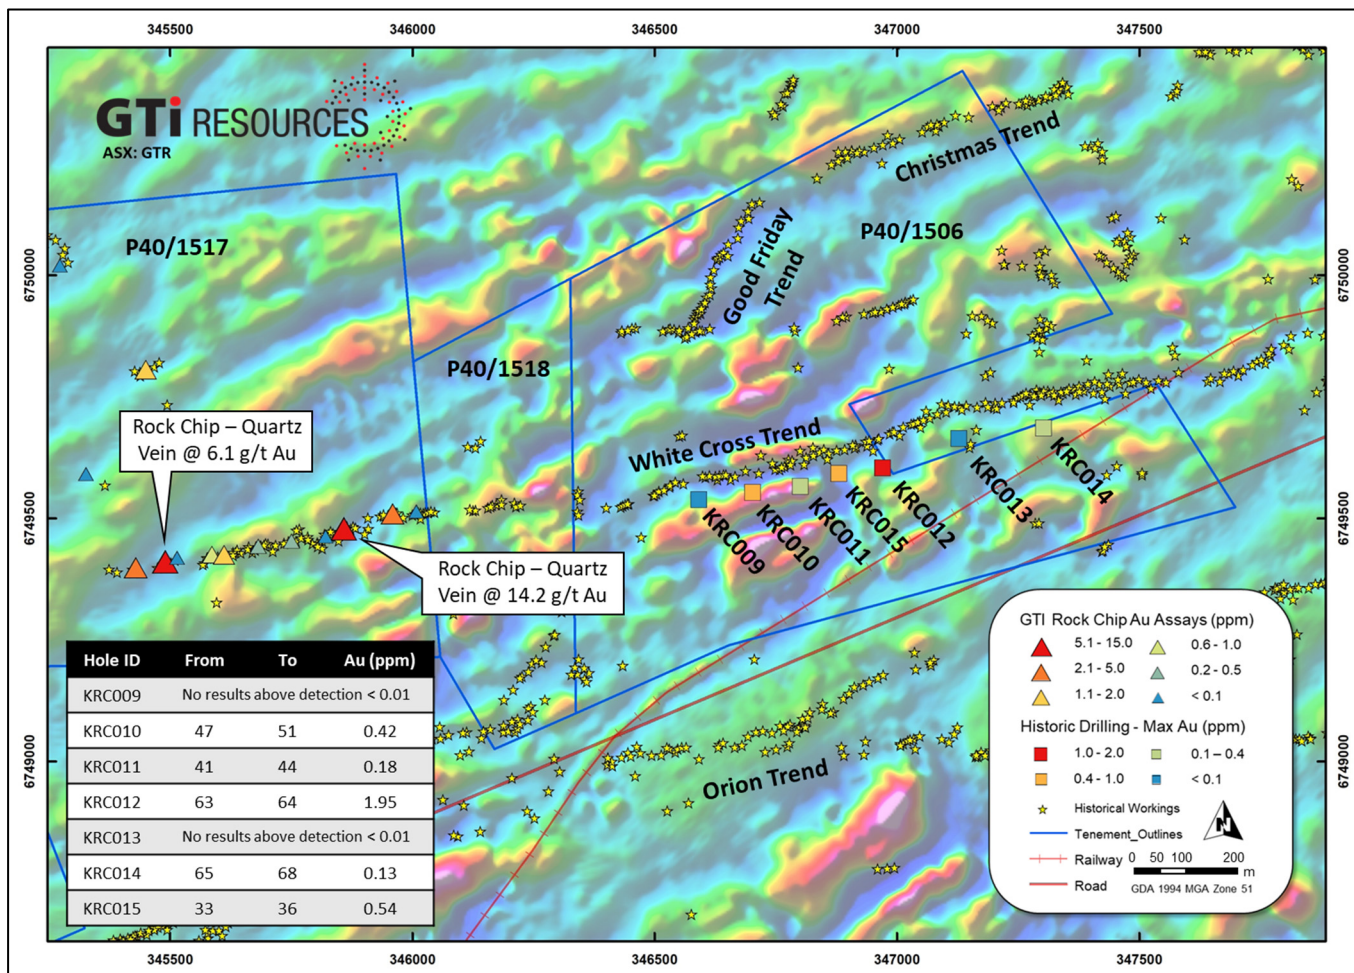 345500 346000 346500 347000 347500
GTi RESOURCES
ASX: GTR
Christmas Trend
P40/1517
P40/1506
Good Friday
Trend
6750000
6750000
P40/1518
Rock Chip – Quartz
Vein @ 6.1 g/t Au
White Cross Trend
KRC009
KRC010
KRC011
KRC015
KRC012
KRC013
KRC014
6749500
6749500
Rock Chip – Quartz
Vein @ 14.2 g/t Au
Hole ID From To Au (ppm)
KRC009 No results above detection < 0.01
KRC010 47 51 0.42
KRC011 41 44 0.18
KRC012 63 64 1.95
KRC013 No results above detection < 0.01
KRC014 65 68 0.13
KRC015 33 36 0.54
6749000
6749000
Orion Trend
GTI Rock Chip Au Assays (ppm)
5.1 - 15.0 0.6 - 1.0
2.1 - 5.0 0.2 - 0.5
1.1 - 2.0 < 0.1
Historic Drilling - Max Au (ppm)
1.0 - 2.0 0.1 – 0.4
0.4 - 1.0 < 0.1
Historical Workings
Tenement_Outlines
Railway
Road
N
0 50 100 200
m
GDA 1994 MGA Zone 51
345500 346000 346500 347000 347500